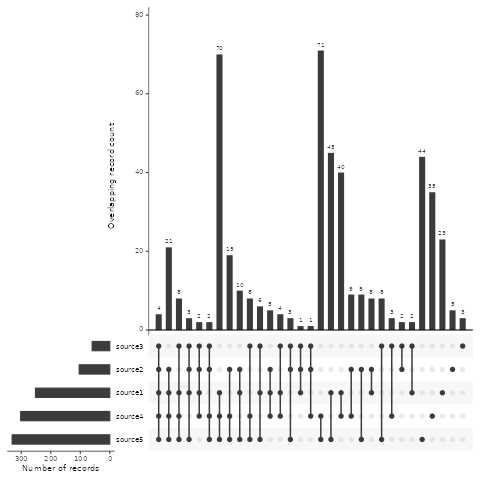 80
60
40
20
0
Overlapping record count
4 21 8 3 2 2 70 19 10 8 6 5 4 3 1 1 71 45 40 9 9 8 8 3 2 2 44 35 23 5 3
source3
source2
source1
source4
source5
300 200 100 0
Number of records